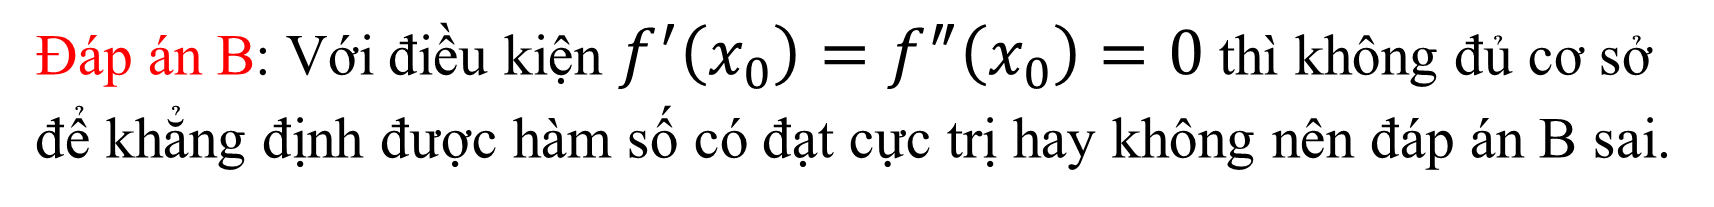 Đáp án B: Với điều kiện f′(x₀) = f″(x₀) = 0 thì không đủ cơ sở
để khẳng định được hàm số có đạt cực trị hay không nên đáp án B sai.